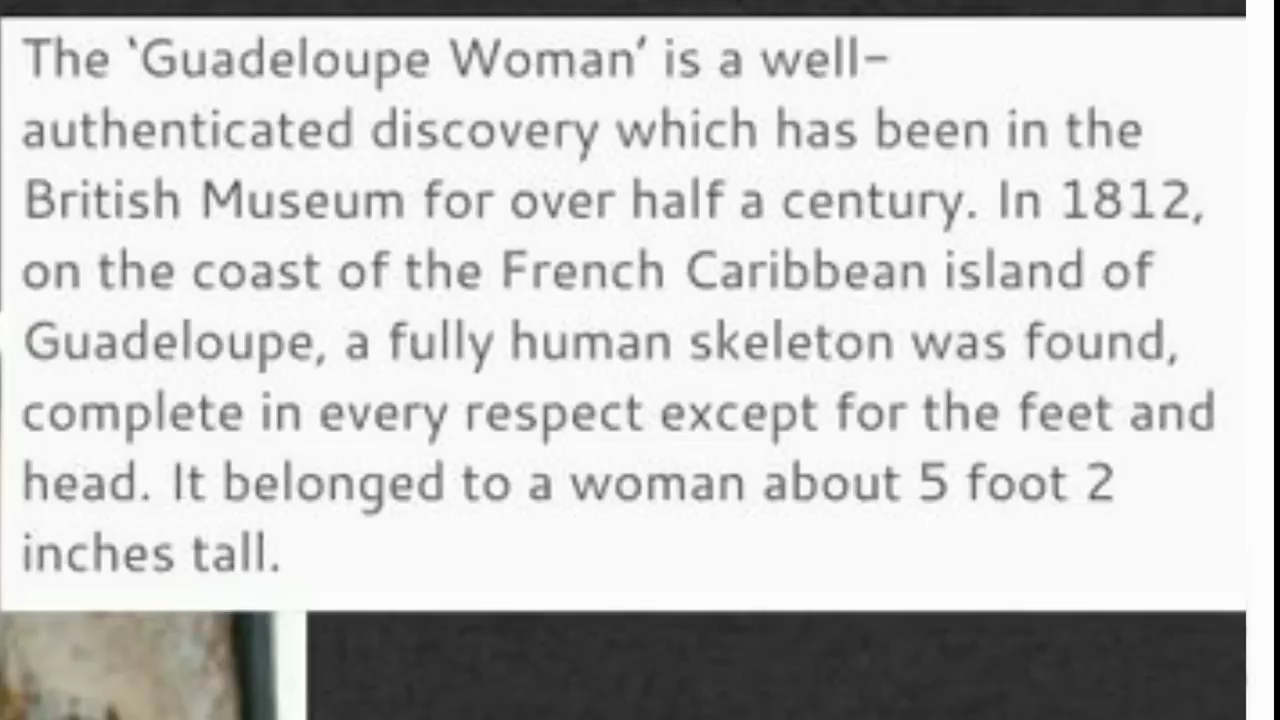 The ‘Guadeloupe Woman’ is a well-
authenticated discovery which has been in the
British Museum for over half a century. In 1812,
on the coast of the French Caribbean island of
Guadeloupe, a fully human skeleton was found,
complete in every respect except for the feet and
head. It belonged to a woman about 5 foot 2
inches tall.